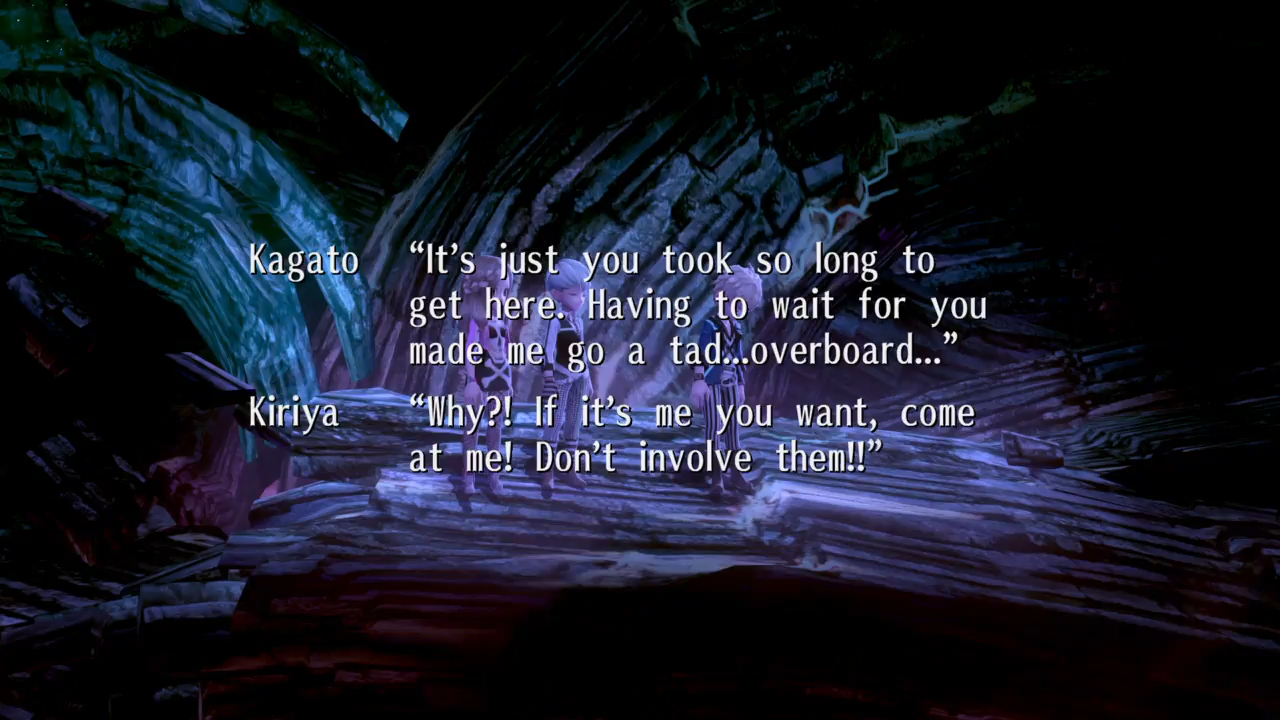 Kagato “It’s just you took so long to
get here. Having to wait for you
made me go a tad...overboard...”
Kiriya “Why?! If it’s me you want, come
at me! Don’t involve them!!”